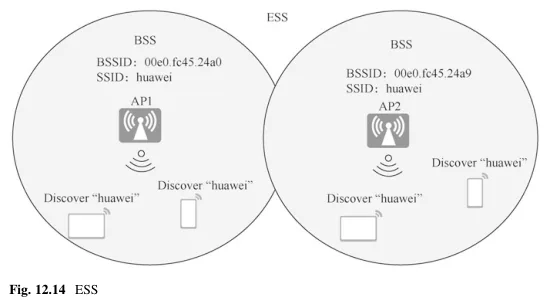 ESS
BSS
BSSID：00e0.fc45.24a0
SSID：huawei
AP1
Discover “huawei”
Discover “huawei”
BSS
BSSID：00e0.fc45.24a9
SSID：huawei
AP2
Discover “huawei”
Discover “huawei”
Fig. 12.14 ESS